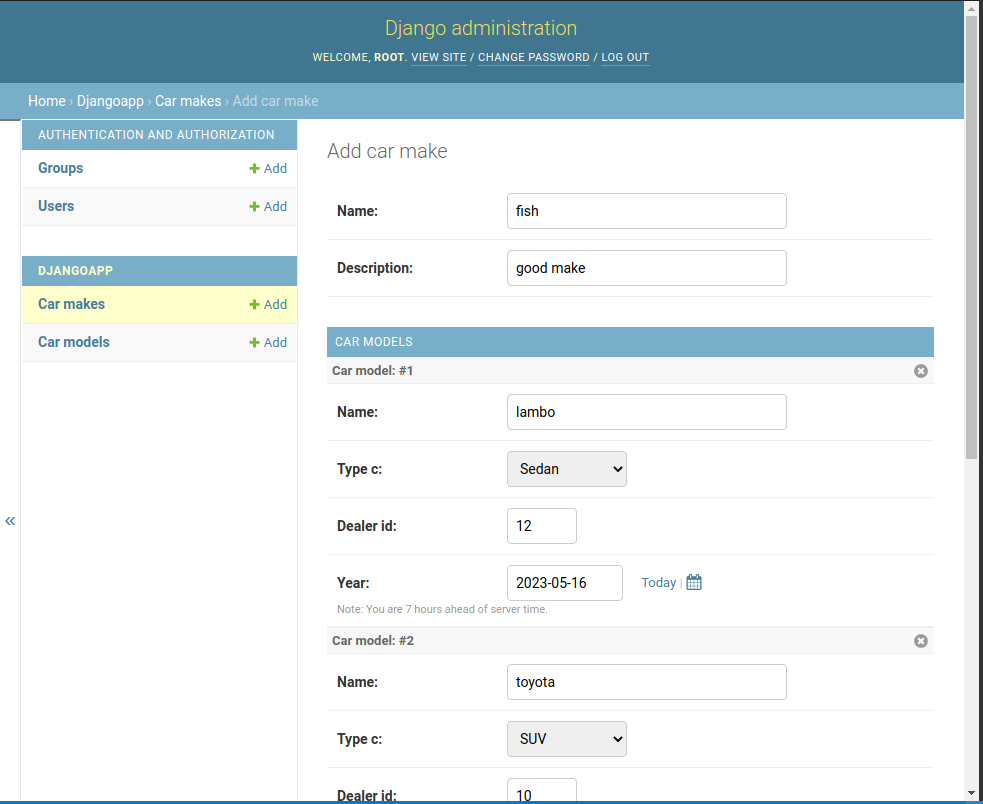 Django administration
WELCOME, ROOT. VIEW SITE / CHANGE PASSWORD / LOG OUT
Home › Djangoapp › Car makes › Add car make
AUTHENTICATION AND AUTHORIZATION
Groups + Add
Users + Add
DJANGOAPP
Car makes + Add
Car models + Add
«
Add car make
Name: fish
Description: good make
CAR MODELS
Car model: #1
Name: lambo
Type c: Sedan
Dealer id: 12
Year: 2023-05-16 Today |
Note: You are 7 hours ahead of server time.
Car model: #2
Name: toyota
Type c: SUV
Dealer id: 10